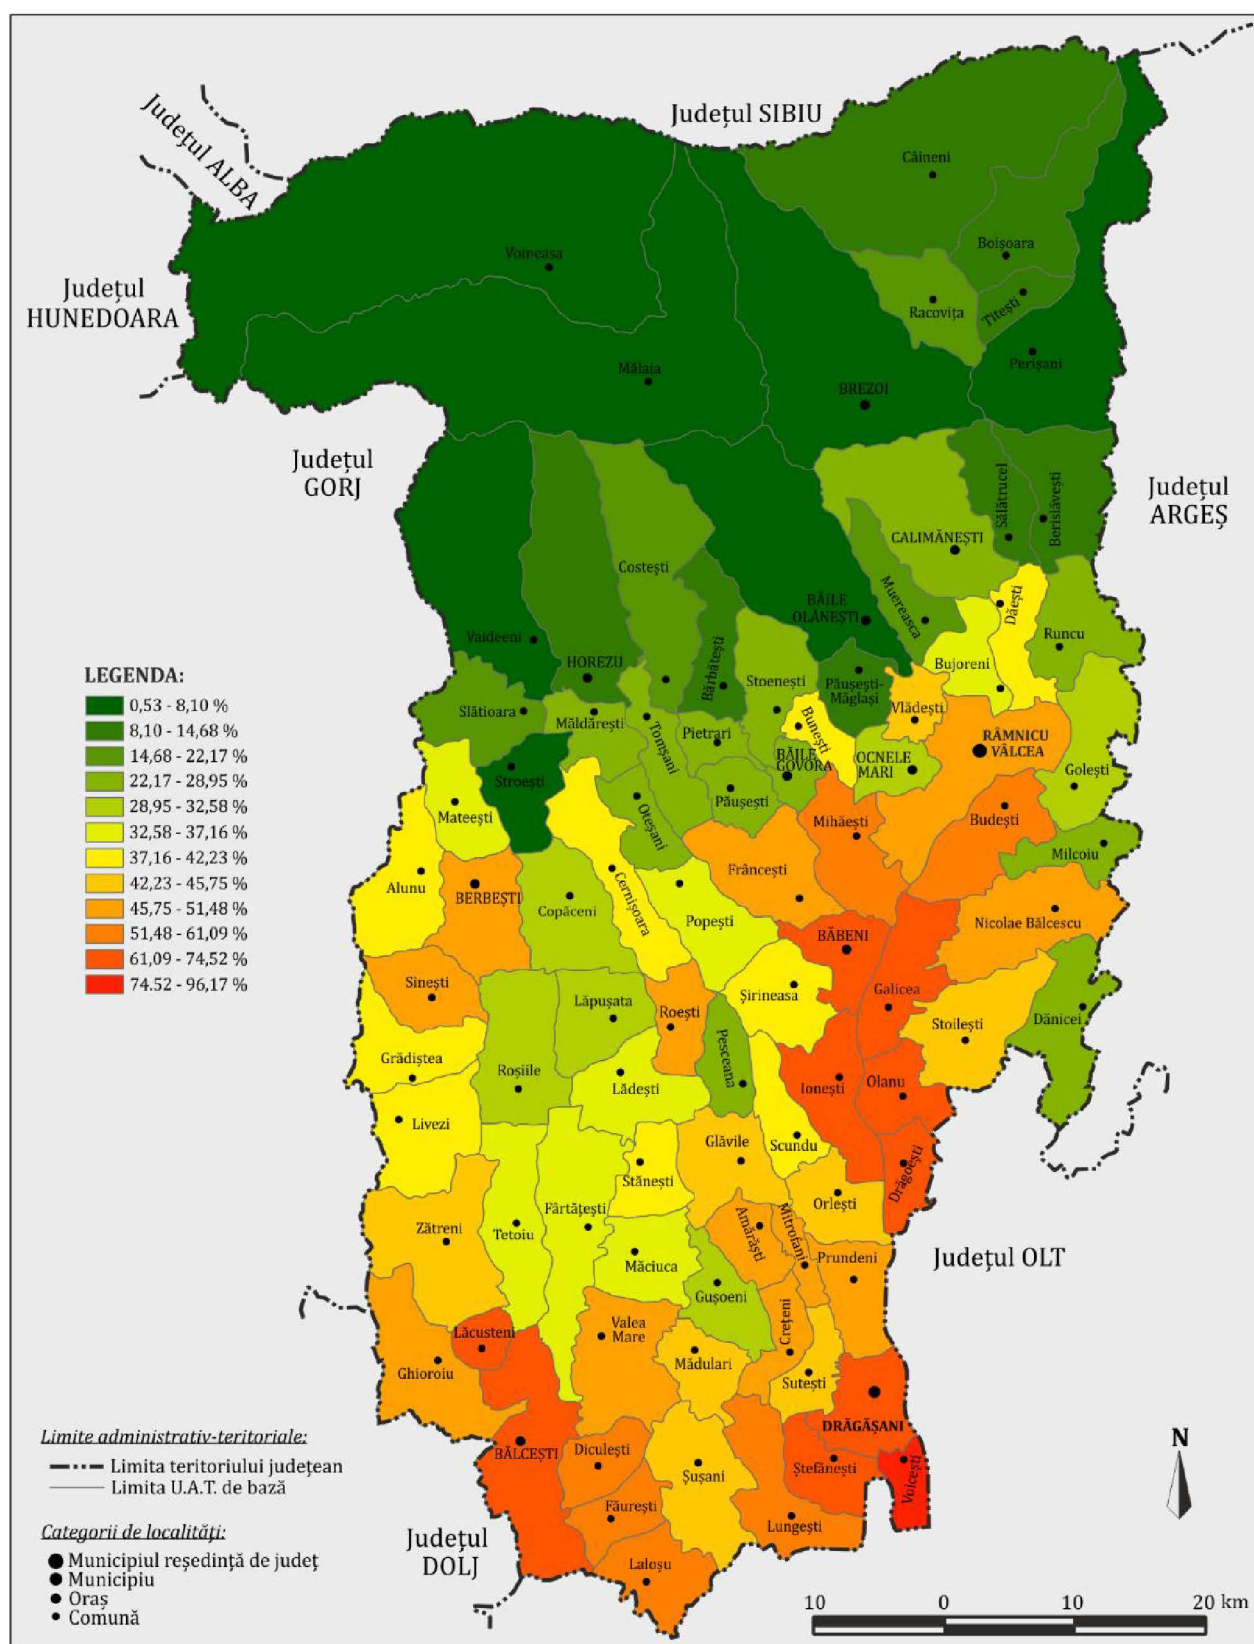 Județul SIBIU
Județul ALBA
Județul
HUNEDOARA
Câineni
Boișoara
Voineasa
Titești
Racovița
Perișani
Mălaia
BREZOI
Județul
GORJ
Județul
ARGEȘ
Sălătrucel
Berislăvești
CALIMĂNEȘTI
Costești
Muereasca
Dăești
BĂILE
OLĂNEȘTI
Runcu
Vaideeni
HOREZU
Bărbătești
Bujoreni
Stoenești
Păușești-
Măglași
LEGENDA:
0,53 - 8,10 %
8,10 - 14,68 %
14,68 - 22,17 %
22,17 - 28,95 %
28,95 - 32,58 %
32,58 - 37,16 %
37,16 - 42,23 %
42,23 - 45,75 %
45,75 - 51,48 %
51,48 - 61,09 %
61,09 - 74,52 %
74.52 - 96,17 %
Slătioara
Măldărești
Tomșani
Pietrari
Bunești
Vlădești
RÂMNICU
VÂLCEA
BĂILE
GOVORA
OCNELE
MARI
Golești
Stroești
Păușești
Mateești
Oteșani
Mihăești
Budești
Milcoiu
Alunu
BERBEȘTI
Copăceni
Cernișoara
Frâncești
Popești
Nicolae Bălcescu
BĂBENI
Sinești
Lăpușata
Roești
Șirineasa
Galicea
Stoilești
Dănicei
Grădiștea
Roșiile
Lădești
Pesceana
Ionești
Olanu
Livezi
Scundu
Glăvile
Stănești
Drăgoești
Orlești
Zătreni
Tetoiu
Fârtățești
Amărăști
Mitrofani
Prundeni
Județul OLT
Măciuca
Gușoeni
Crețeni
Lăcusteni
Valea
Mare
Ghioroiu
Mădulari
Sutești
DRĂGĂȘANI
BĂLCEȘTI
Diculești
Șușani
Ștefănești
Voicești
Făurești
Lungești
Laloșu
Limite administrativ-teritoriale:
Limita teritoriului județean
Limita U.A.T. de bază
Categorii de localități:
Municipiul reședință de județ
Municipiu
Oraș
Comună
Județul
DOLJ
N
10 0 10 20 km